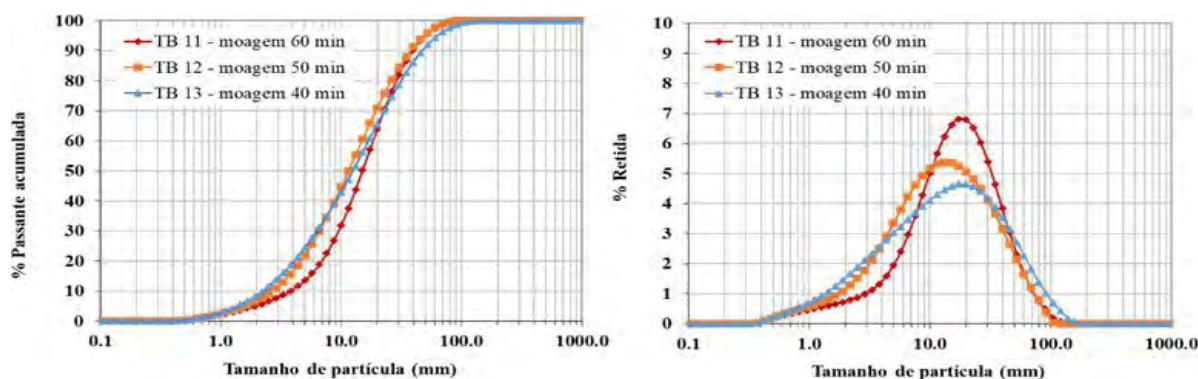 100
90
80
70
60
50
40
30
20
10
0
% Passante acumulada
TB 11 - moagem 60 min
TB 12 - moagem 50 min
TB 13 - moagem 40 min
0.1 1.0 10.0 100.0 1000.0
Tamanho de partícula (mm)
10
9
8
7
6
5
4
3
2
1
0
% Retida
TB 11 - moagem 60 min
TB 12 - moagem 50 min
TB 13 - moagem 40 min
0.1 1.0 10.0 100.0 1000.0
Tamanho de partícula (mm)